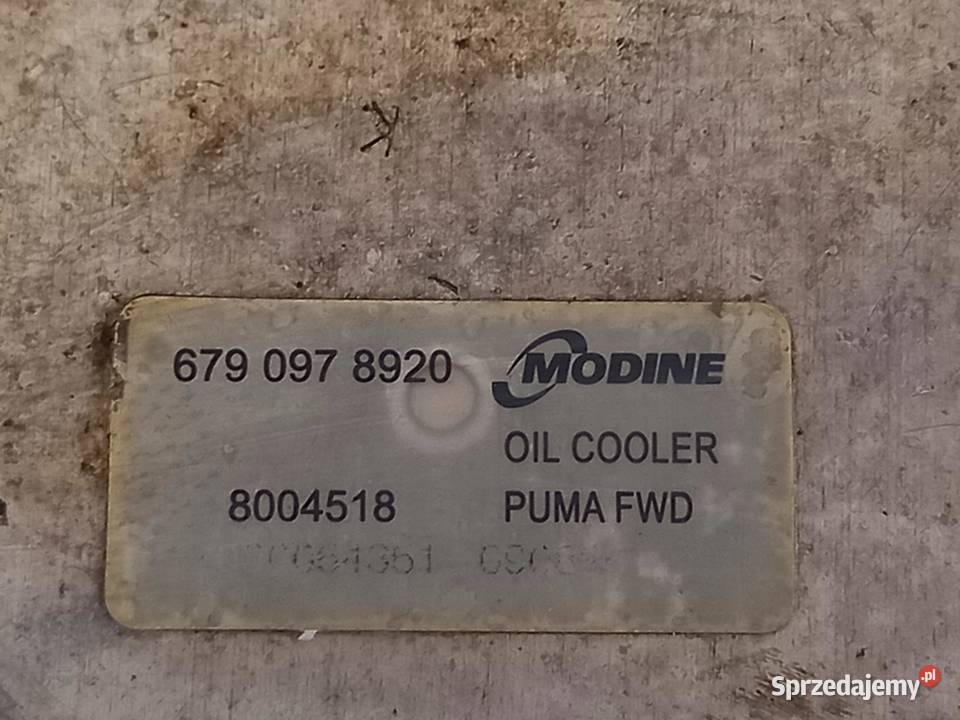 679 097 8920 MODINE
OIL COOLER
8004518 PUMA FWD
Sprzedajemy.pl